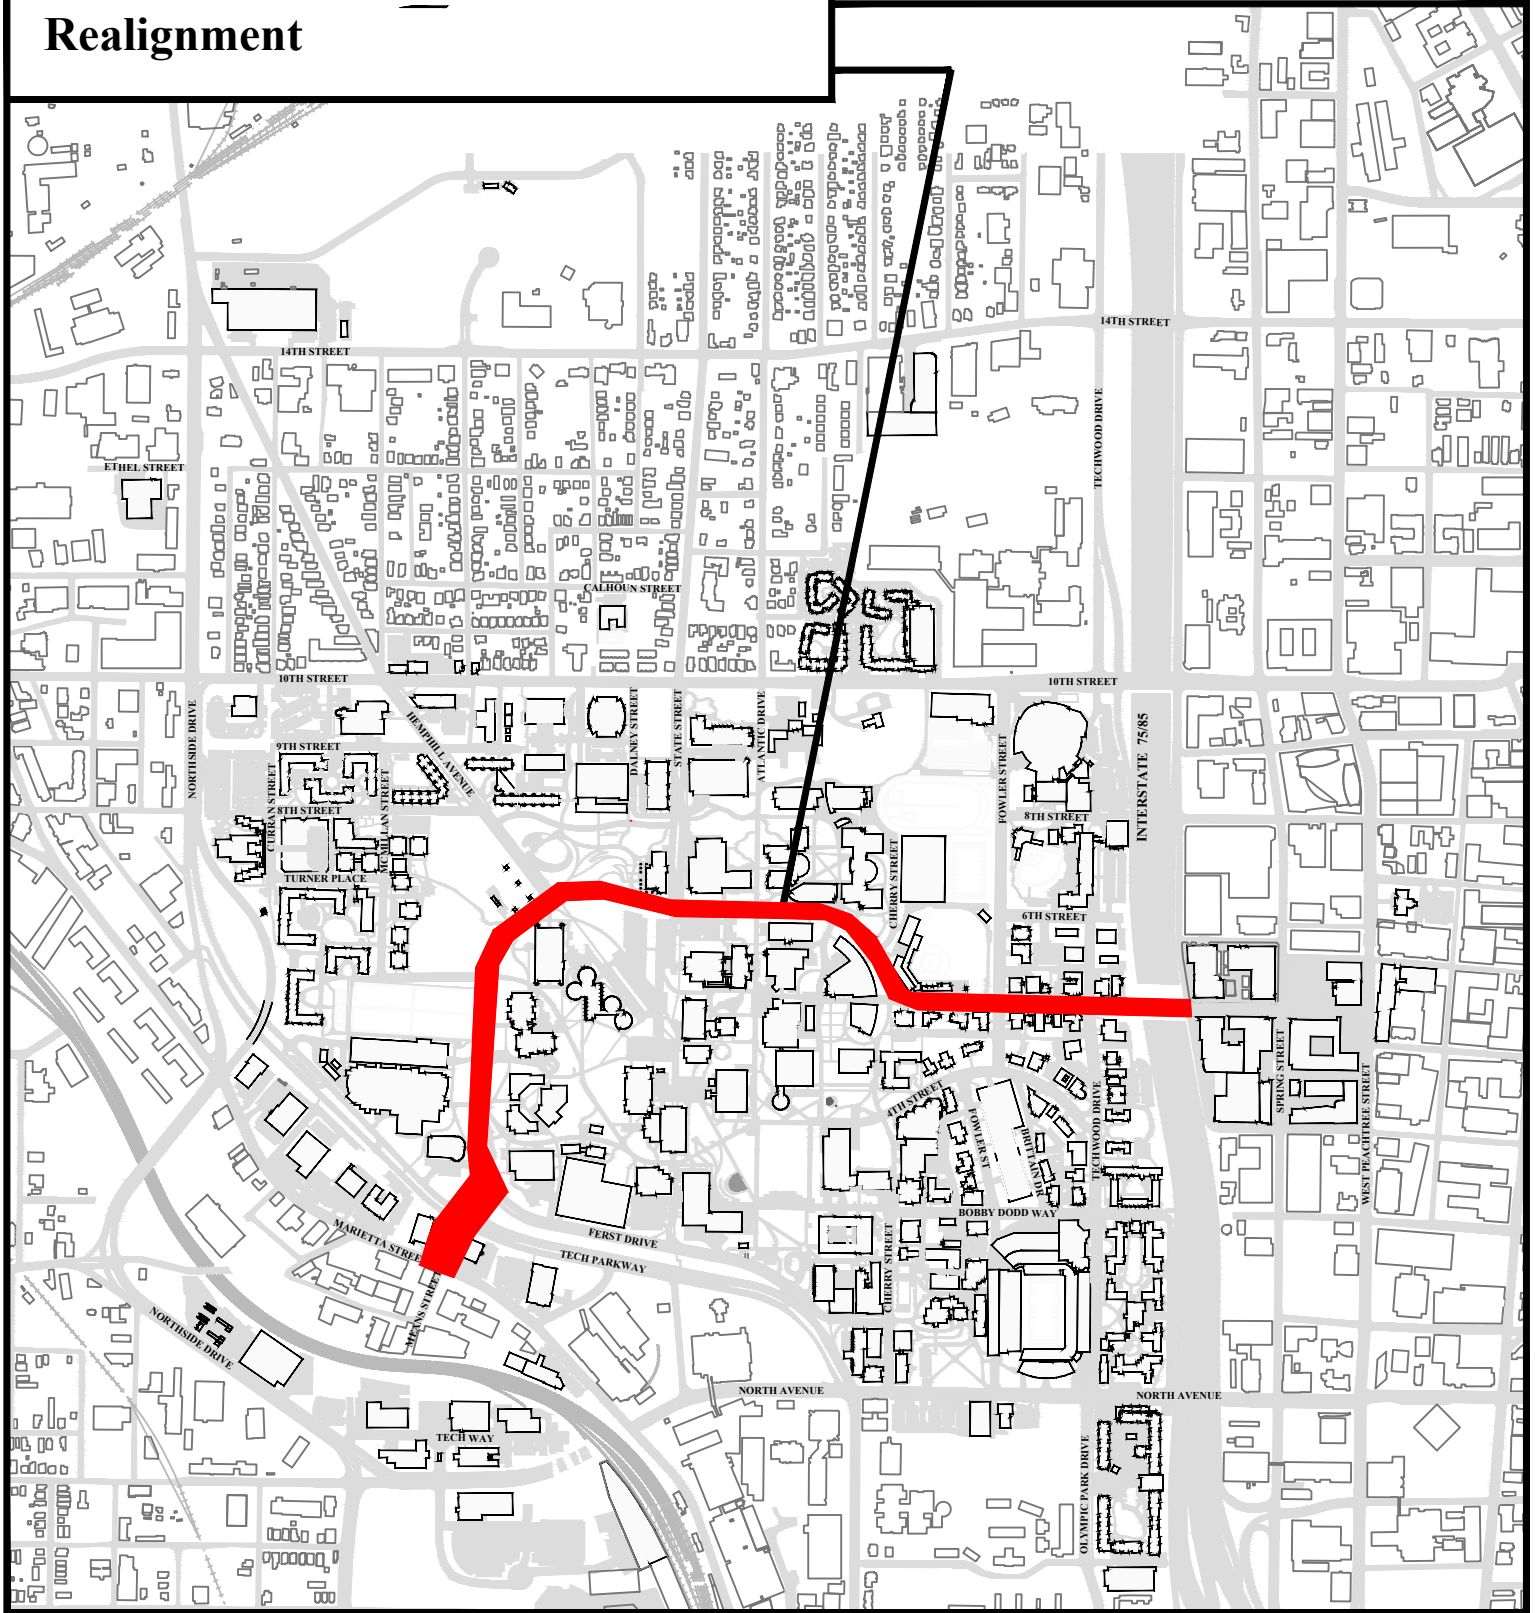 Realignment
14TH STREET
14TH STREET
TECHWOOD DRIVE
ETHEL STREET
CALHOUN STREET
10TH STREET
10TH STREET
NORTHSIDE DRIVE
HEMPHILL AVENUE
DALNEY STREET
STATE STREET
ATLANTIC DRIVE
FOWLER STREET
INTERSTATE 75/85
9TH STREET
CURRAN STREET
MCMILLAN STREET
8TH STREET
8TH STREET
TURNER PLACE
CHERRY STREET
6TH STREET
SPRING STREET
WEST PEACHTREE STREET
4TH STREET
FOWLER ST
BRITTAIN DR
TECHWOOD DRIVE
BOBBY DODD WAY
MARIETTA STREE
FERST DRIVE
TECH PARKWAY
CHERRY STREET
MEANS STREET
NORTHSIDE DRIVE
NORTH AVENUE
NORTH AVENUE
TECH WAY
OLYMPIC PARK DRIVE